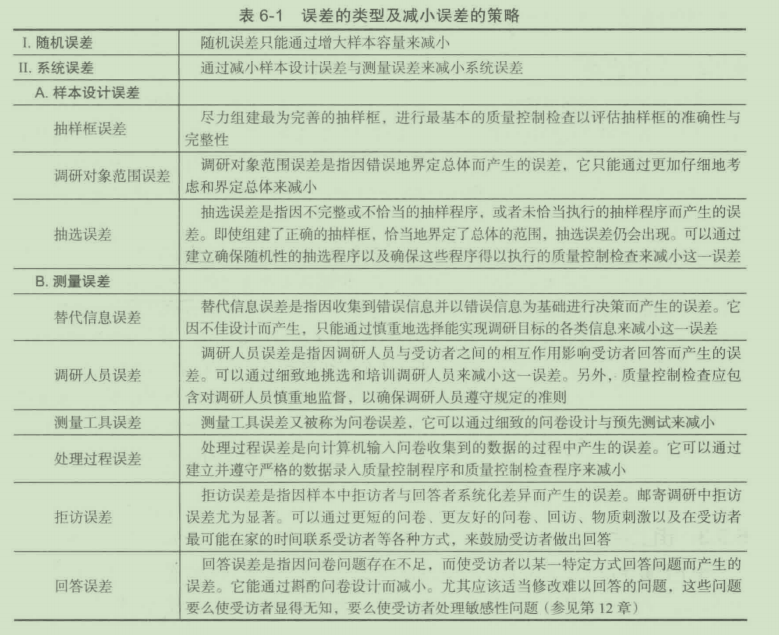 表 6-1 误差的类型及减小误差的策略
I. 随机误差 随机误差只能通过增大样本容量来减小
II. 系统误差 通过减小样本设计误差与测量误差来减小系统误差
A. 样本设计误差
抽样框误差
尽力组建最为完善的抽样框，进行最基本的质量控制检查以评估抽样框的准确性与
完整性
调研对象范围误差
调研对象范围误差是指因错误地界定总体而产生的误差，它只能通过更加仔细地考
虑和界定总体来减小
抽选误差
抽选误差是指因不完整或不恰当的抽样程序，或者未恰当执行的抽样程序而产生的误
差。即使组建了正确的抽样框，恰当地界定了总体的范围，抽选误差仍会出现。可以通过
建立确保随机性的抽选程序以及确保这些程序得以执行的质量控制检查来减小这一误差
B. 测量误差
替代信息误差
替代信息误差是指因收集到错误信息并以错误信息为基础进行决策而产生的误差。它
因不佳设计而产生，只能通过慎重地选择能实现调研目标的各类信息来减小这一误差
调研人员误差
调研人员误差是指因调研人员与受访者之间的相互作用影响受访者回答而产生的误
差。可以通过细致地挑选和培训调研人员来减小这一误差。另外，质量控制检查应包
含对调研人员慎重地监督，以确保调研人员遵守规定的准则
测量工具误差 测量工具误差又被称为问卷误差，它可以通过细致的问卷设计与预先测试来减小
处理过程误差
处理过程误差是向计算机输入问卷收集到的数据的过程中产生的误差。它可以通过
建立并遵守严格的数据录入质量控制程序和质量控制检查程序来减小
拒访误差
拒访误差是指因样本中拒访者与回答者系统化差异而产生的误差。邮寄调研中拒访
误差尤为显著。可以通过更短的问卷、更友好的问卷、回访、物质刺激以及在受访者
最可能在家的时间联系受访者等各种方式，来鼓励受访者做出回答
回答误差
回答误差是指因问卷问题存在不足，而使受访者以某一特定方式回答问题而产生的
误差。它能通过斟酌问卷设计而减小。尤其应该适当修改难以回答的问题，这些问题
要么使受访者显得无知，要么使受访者处理敏感性问题（参见第 12 章）